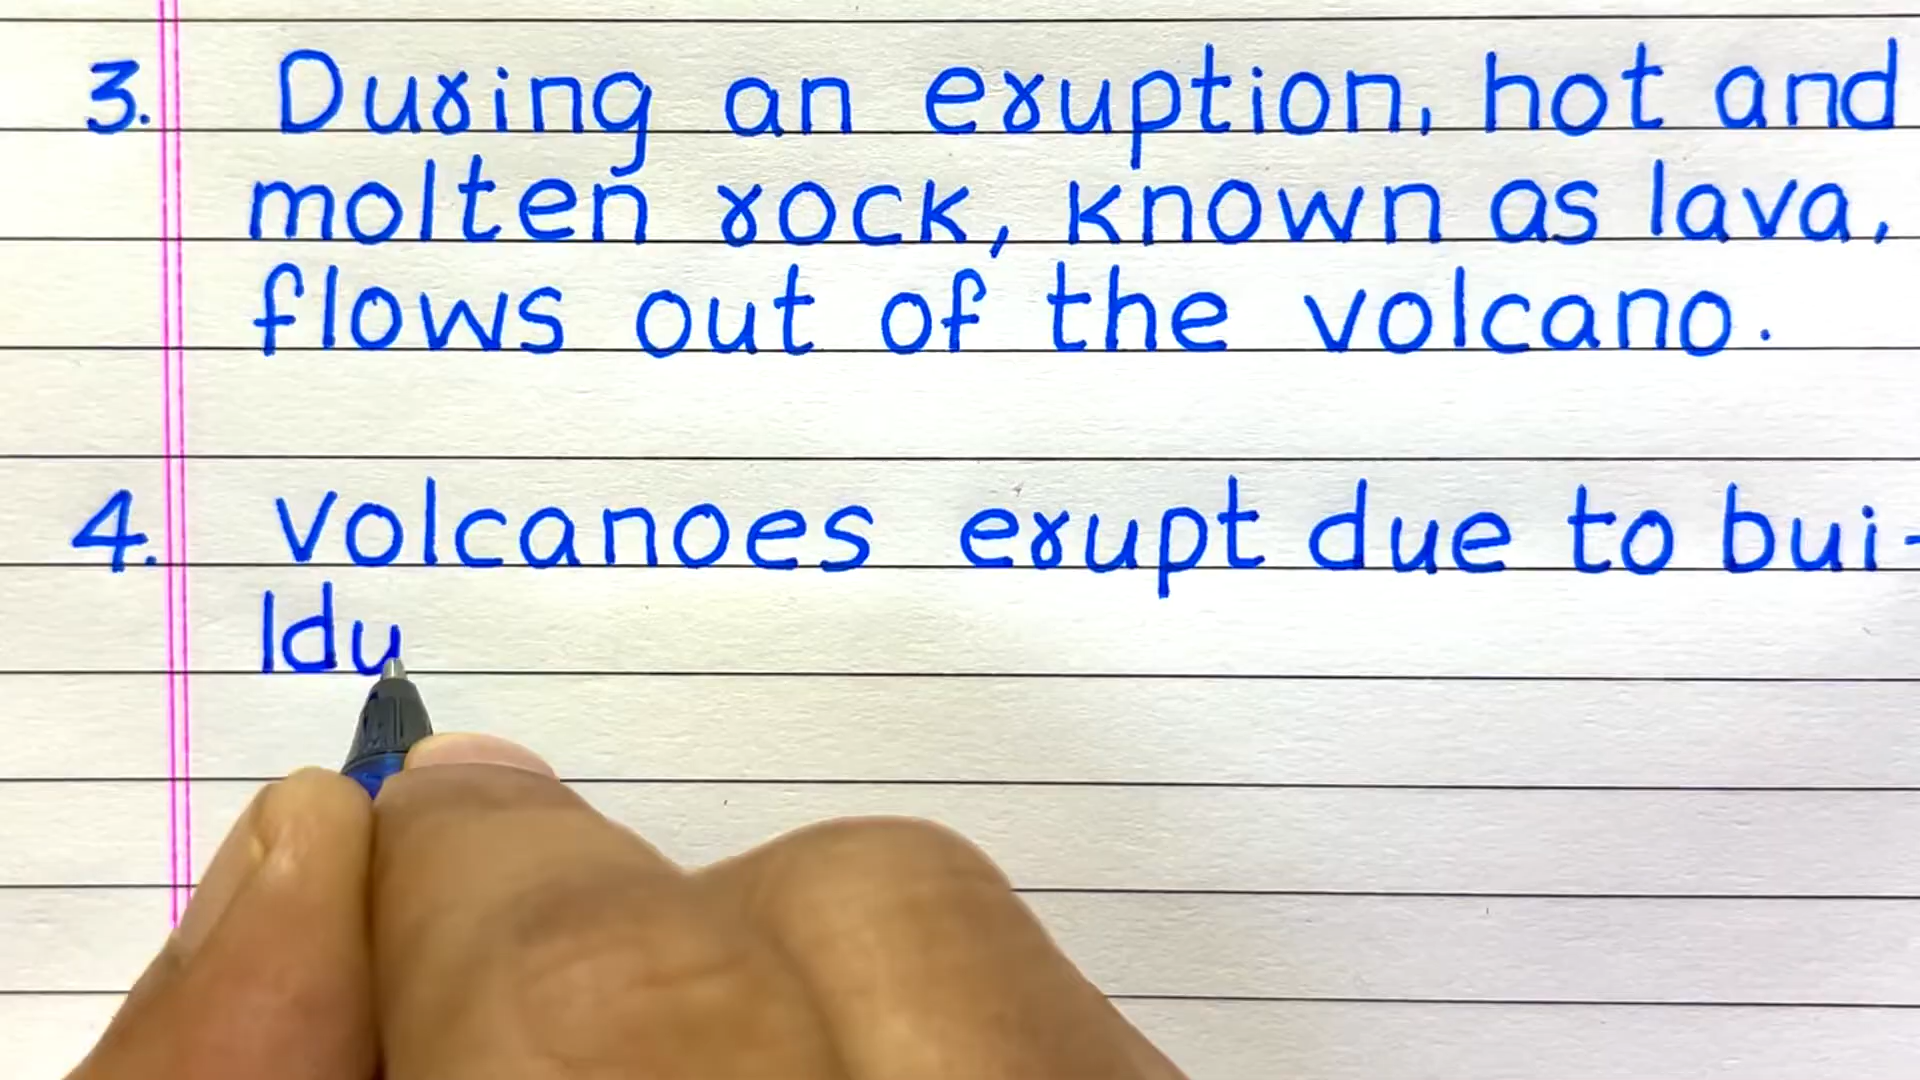 3. During an eruption, hot and
molten rock, known as lava,
flows out of the volcano.
4. Volcanoes erupt due to bui-
ldu